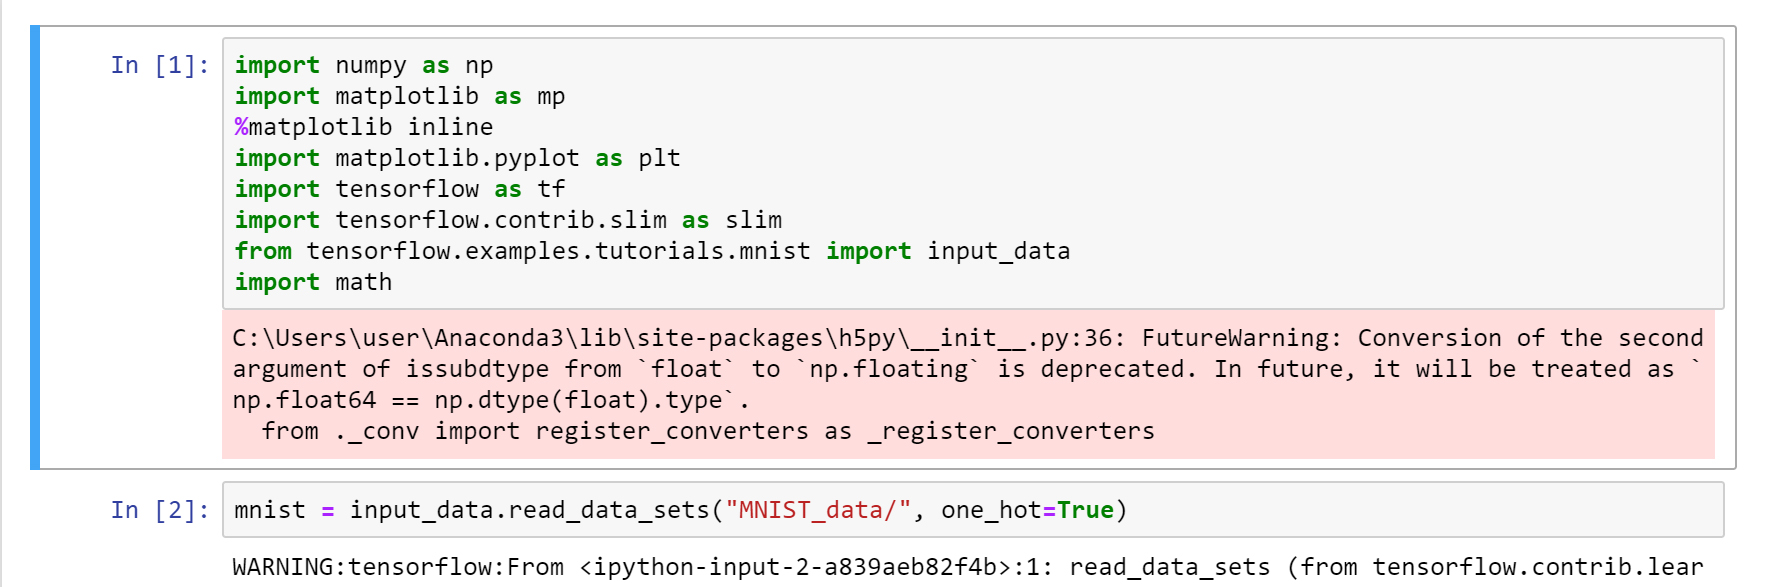 In [1]:
import numpy as np
import matplotlib as mp
%matplotlib inline
import matplotlib.pyplot as plt
import tensorflow as tf
import tensorflow.contrib.slim as slim
from tensorflow.examples.tutorials.mnist import input_data
import math
C:\Users\user\Anaconda3\lib\site-packages\h5py\__init__.py:36: FutureWarning: Conversion of the second
argument of issubdtype from `float` to `np.floating` is deprecated. In future, it will be treated as `
np.float64 == np.dtype(float).type`.
  from ._conv import register_converters as _register_converters
In [2]:
mnist = input_data.read_data_sets("MNIST_data/", one_hot=True)
WARNING:tensorflow:From <ipython-input-2-a839aeb82f4b>:1: read_data_sets (from tensorflow.contrib.lear